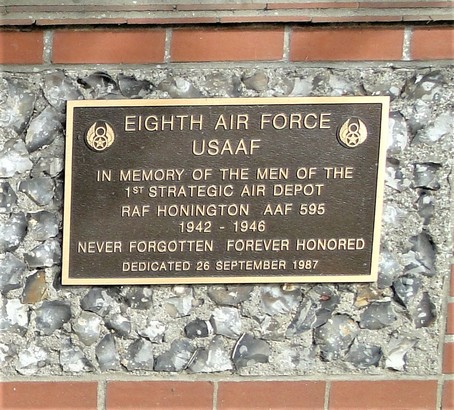 EIGHTH AIR FORCE
USAAF
IN MEMORY OF THE MEN OF THE
1ST STRATEGIC AIR DEPOT
RAF HONINGTON AAF 595
1942 - 1946
NEVER FORGOTTEN FOREVER HONORED
DEDICATED 26 SEPTEMBER 1987